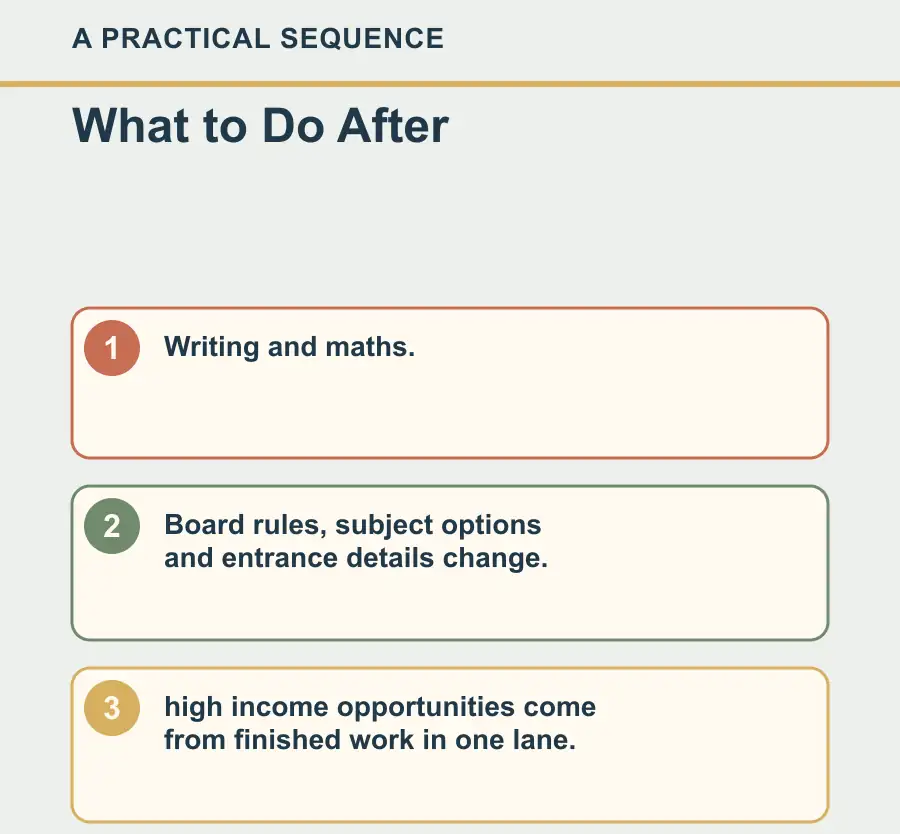 A PRACTICAL SEQUENCE
What to Do After
1
Writing and maths.
2
Board rules, subject options
and entrance details change.
3
high income opportunities come
from finished work in one lane.